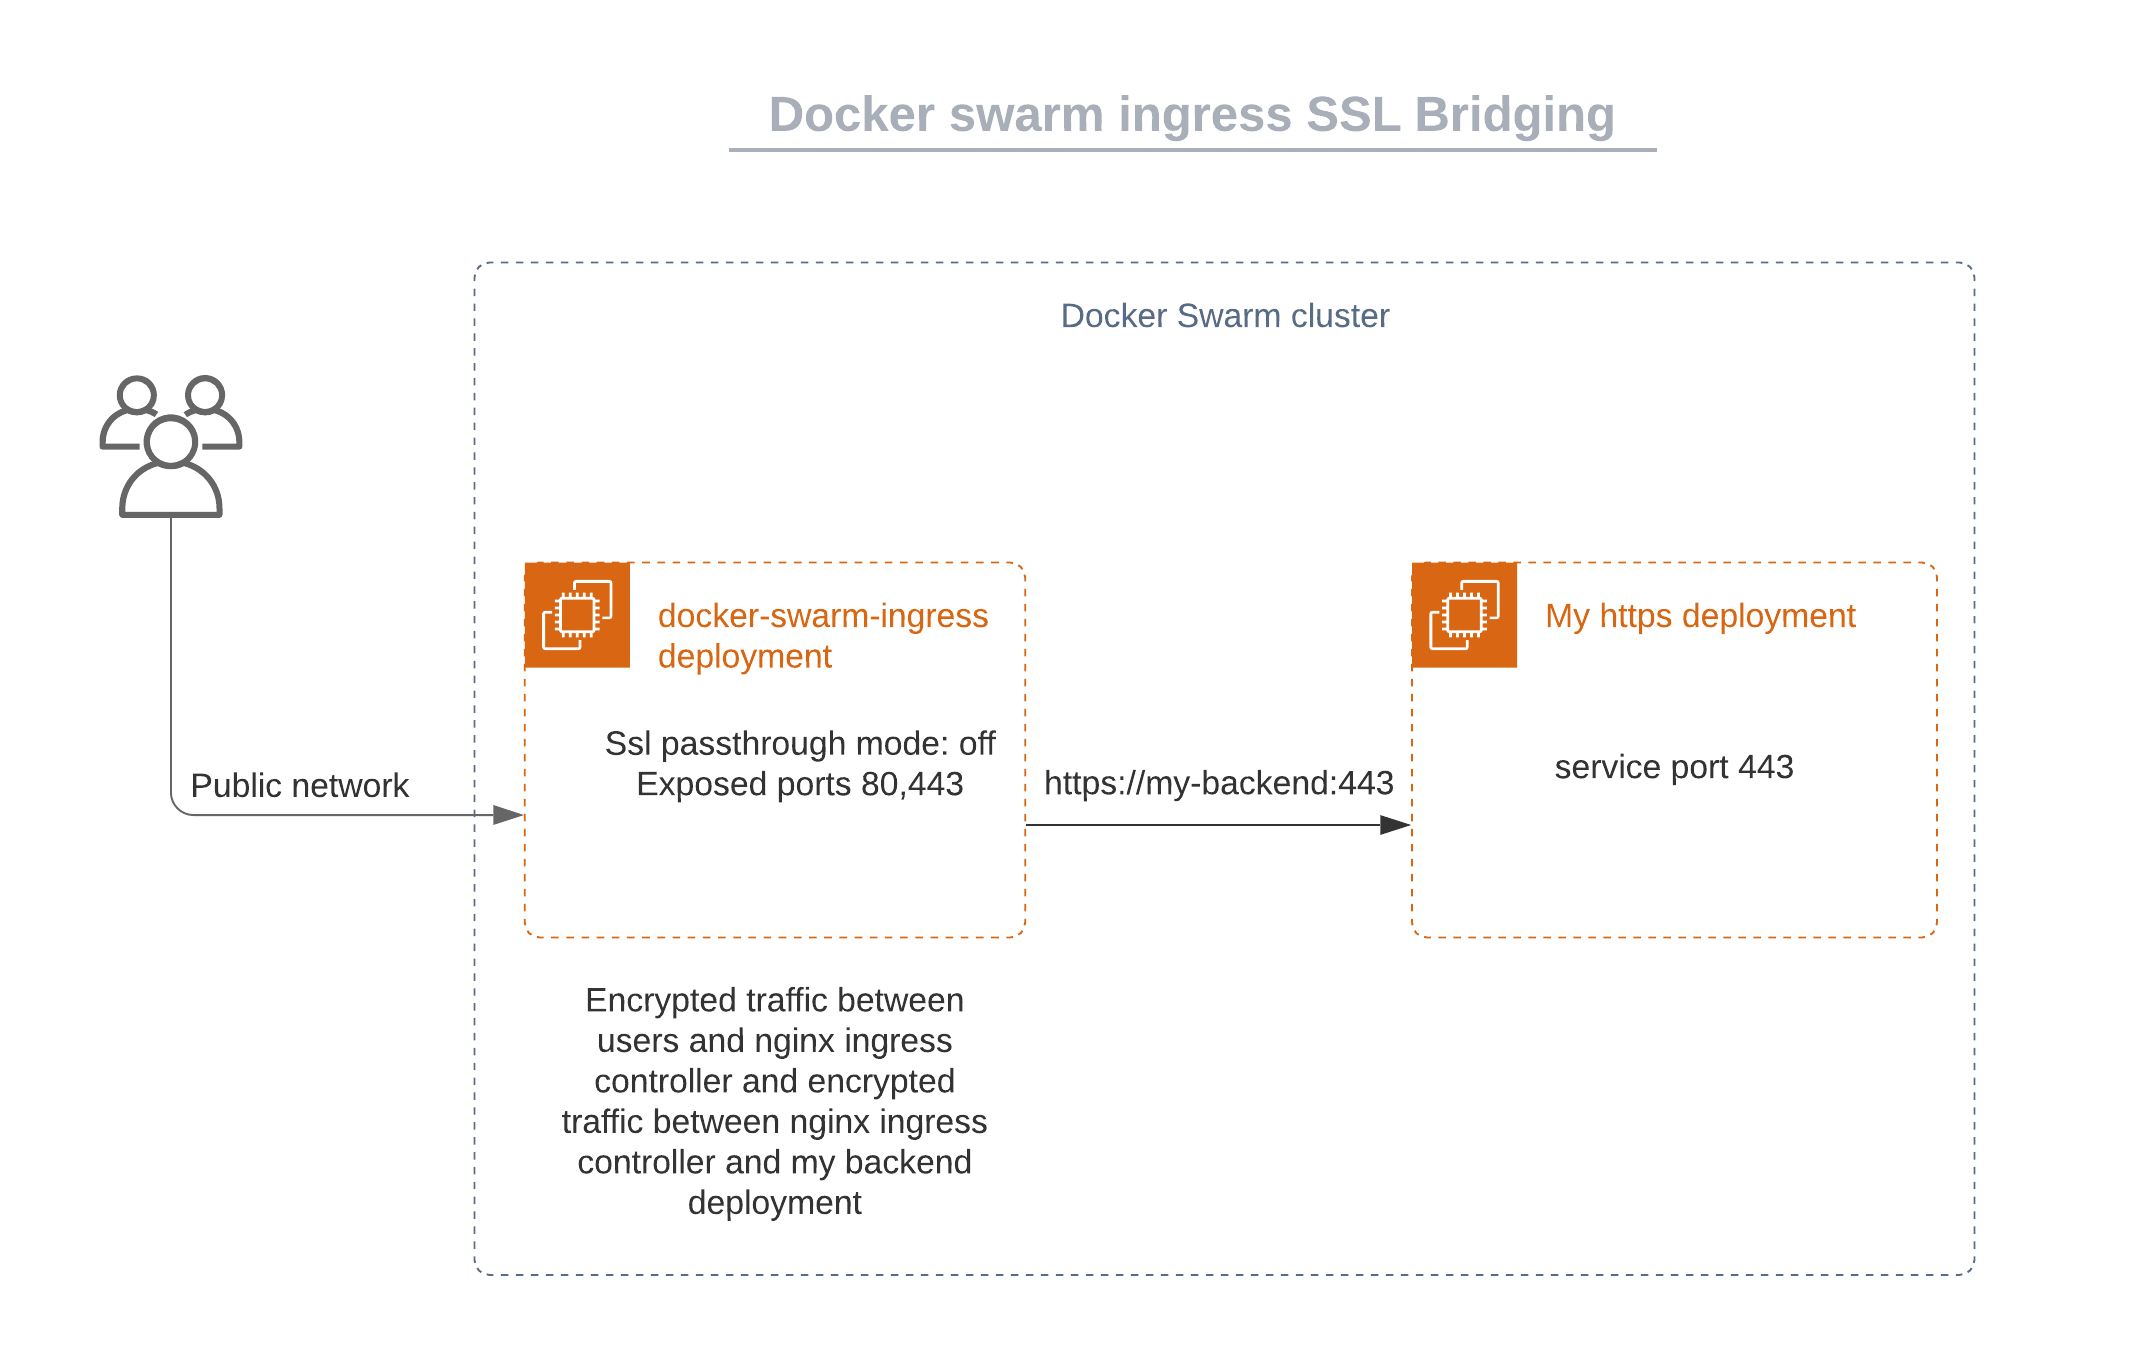 Docker swarm ingress SSL Bridging
Docker Swarm cluster
docker-swarm-ingress
deployment
Ssl passthrough mode: off
Exposed ports 80,443
Public network
https://my-backend:443
My https deployment
service port 443
Encrypted traffic between
users and nginx ingress
controller and encrypted
traffic between nginx ingress
controller and my backend
deployment